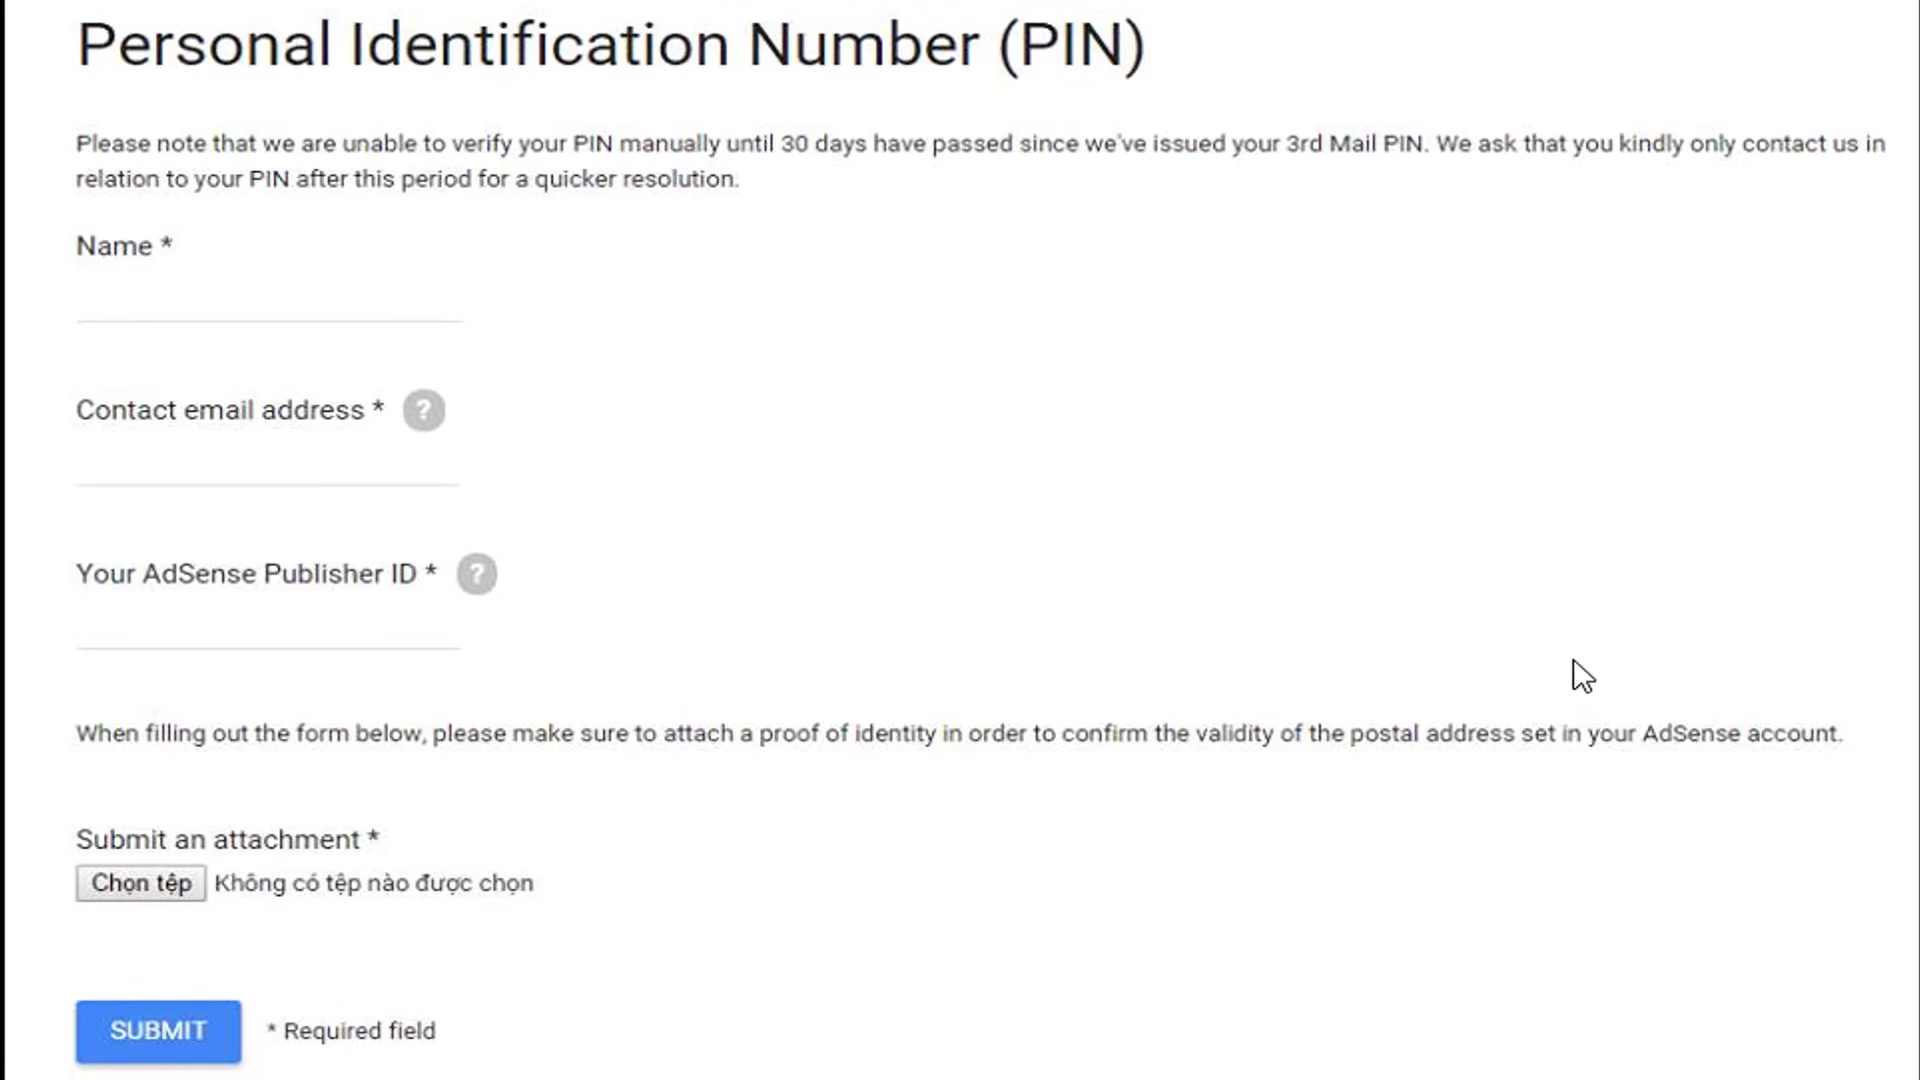 Personal Identification Number (PIN)
Please note that we are unable to verify your PIN manually until 30 days have passed since we've issued your 3rd Mail PIN. We ask that you kindly only contact us in
relation to your PIN after this period for a quicker resolution.
Name *
Contact email address * ?
Your AdSense Publisher ID * ?
When filling out the form below, please make sure to attach a proof of identity in order to confirm the validity of the postal address set in your AdSense account.
Submit an attachment *
Chọn tệp Không có tệp nào được chọn
SUBMIT * Required field